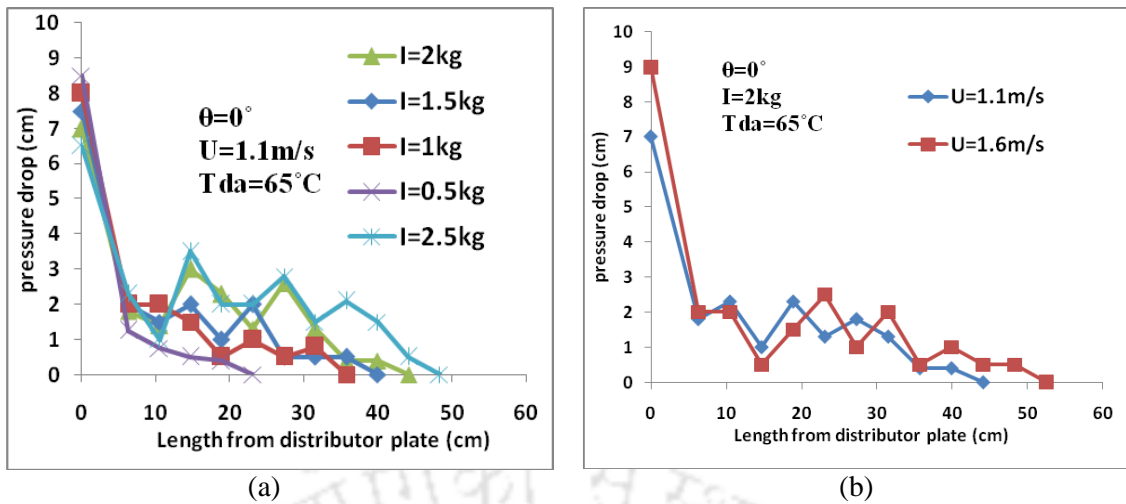 10
9
8
7
6
5
4
3
2
1
0
pressure drop (cm)
θ=0°
U=1.1m/s
Tda=65°C
I=2kg
I=1.5kg
I=1kg
I=0.5kg
I=2.5kg
0 10 20 30 40 50 60
Length from distributor plate (cm)
(a)
10
9
8
7
6
5
4
3
2
1
0
pressure drop (cm)
θ=0°
I=2kg
Tda=65°C
U=1.1m/s
U=1.6m/s
0 10 20 30 40 50 60
Length from distributor plate (cm)
(b)